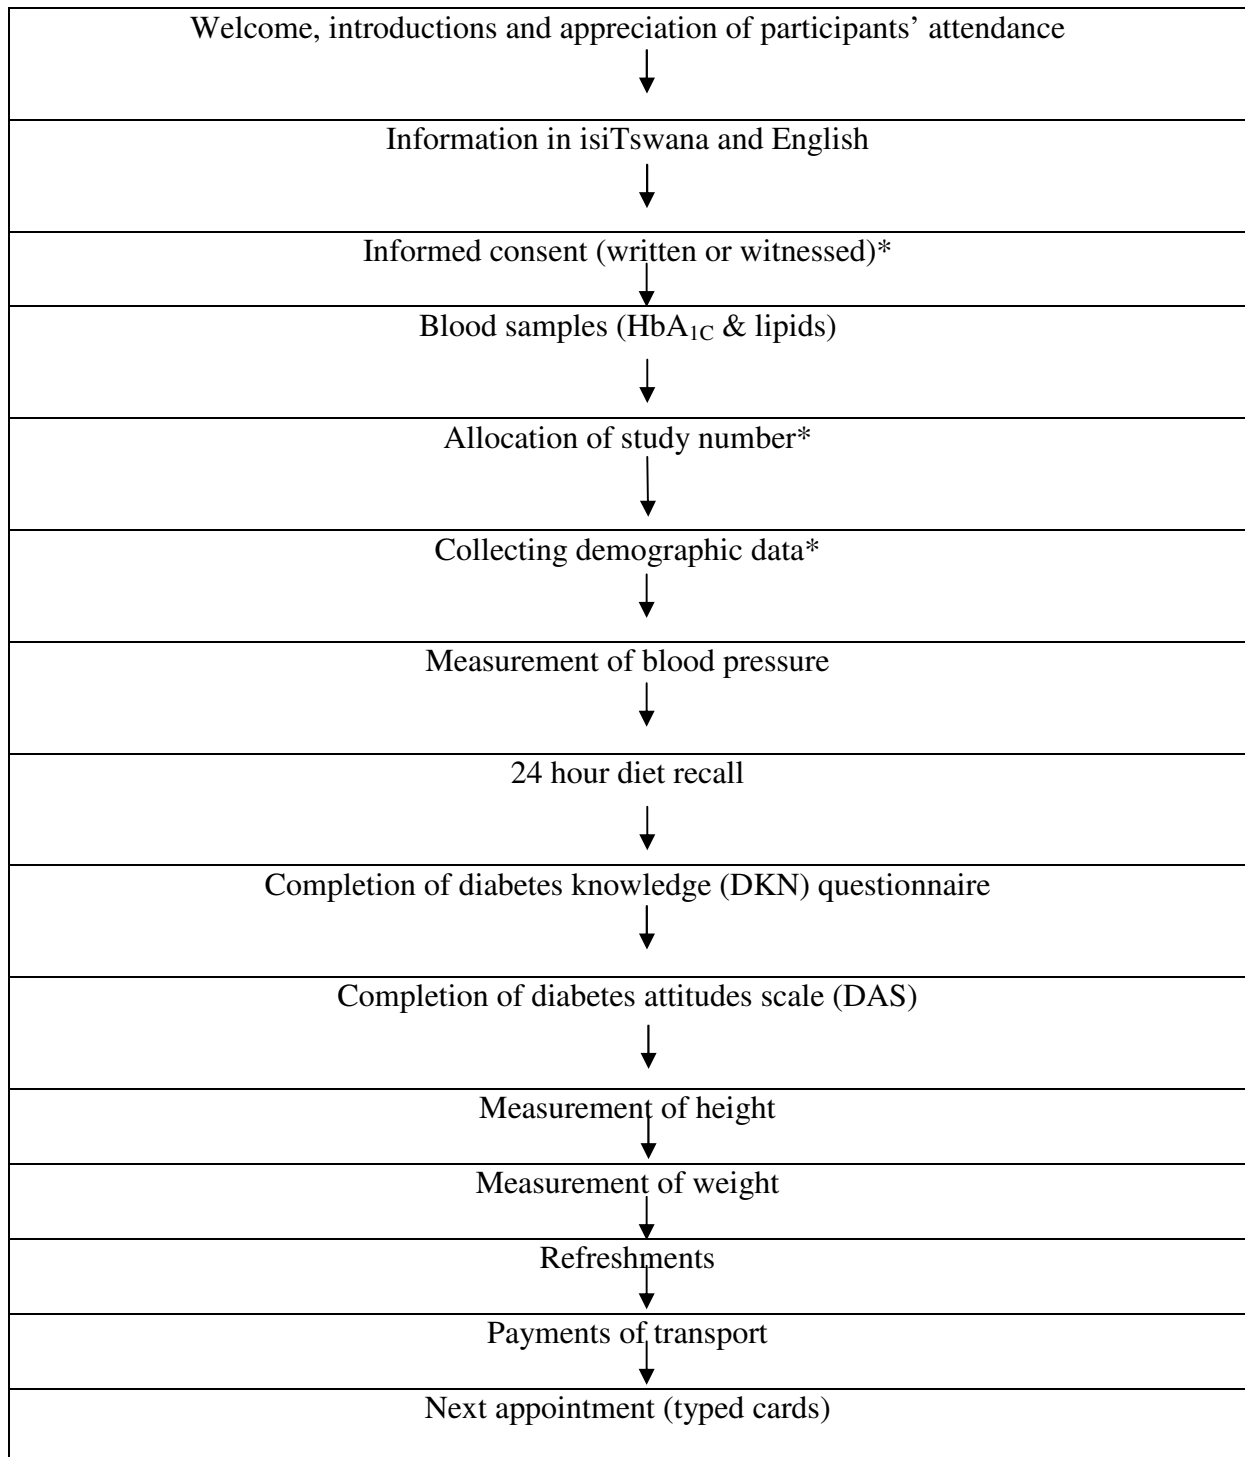 Welcome, introductions and appreciation of participants’ attendance
Information in isiTswana and English
Informed consent (written or witnessed)*
Blood samples (HbA1C & lipids)
Allocation of study number*
Collecting demographic data*
Measurement of blood pressure
24 hour diet recall
Completion of diabetes knowledge (DKN) questionnaire
Completion of diabetes attitudes scale (DAS)
Measurement of height
Measurement of weight
Refreshments
Payments of transport
Next appointment (typed cards)